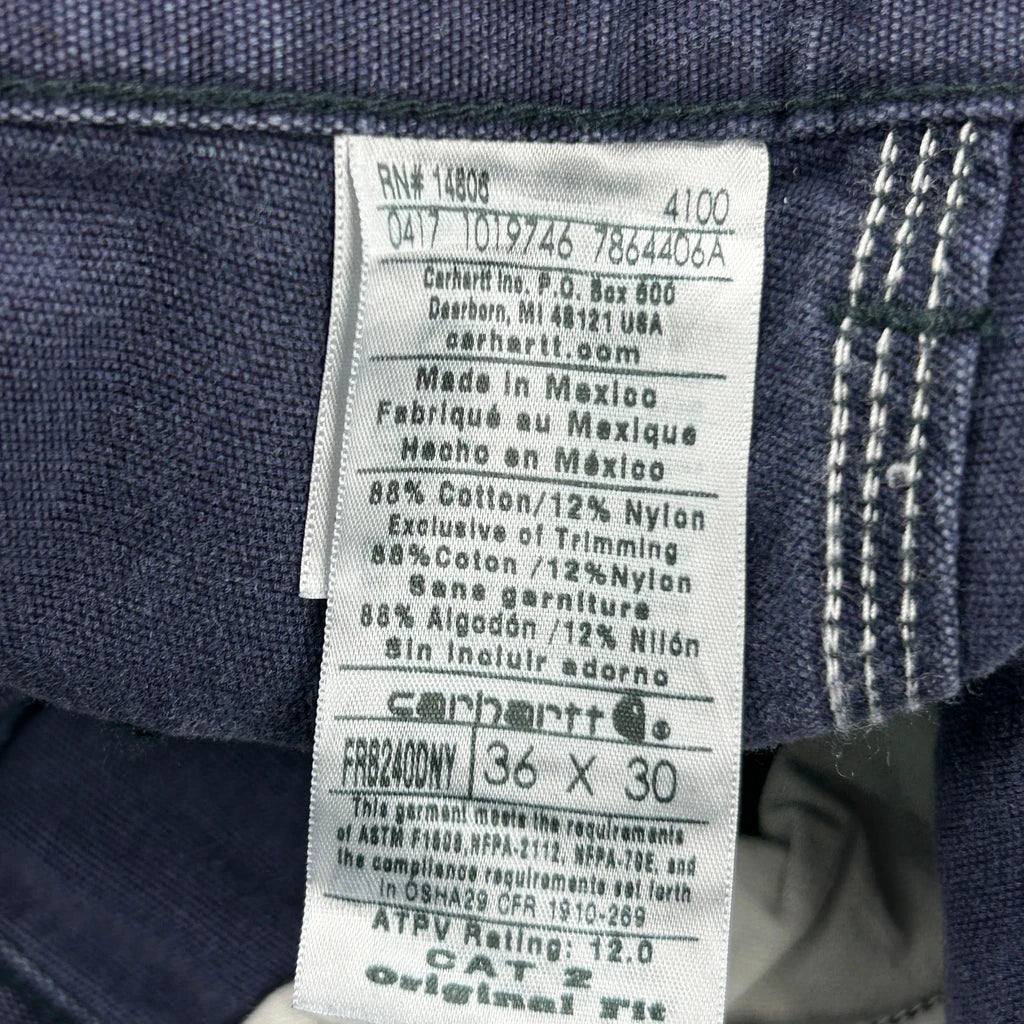 RN# 14806
4100
0417 1019746 7864406A
Carhartt Inc. P.O. Box 600
Dearborn, MI 48121 USA
carhartt.com
Made in Mexico
Fabriqué au Mexique
Hecho en México
88% Cotton/12% Nylon
Exclusive of Trimming
88%Coton /12%Nylon
Sans garniture
88% Algodón /12% Nilón
Sin incluir adorno
carhartt
FRB240DNY 36 X 30
This garment meets the requirements
of ASTM F1506, NFPA-2112, NFPA-70E, and
the compliance requirements set forth
in OSHA29 CFR 1910-269
ATPV Rating: 12.0
CAT 2
Original Fit